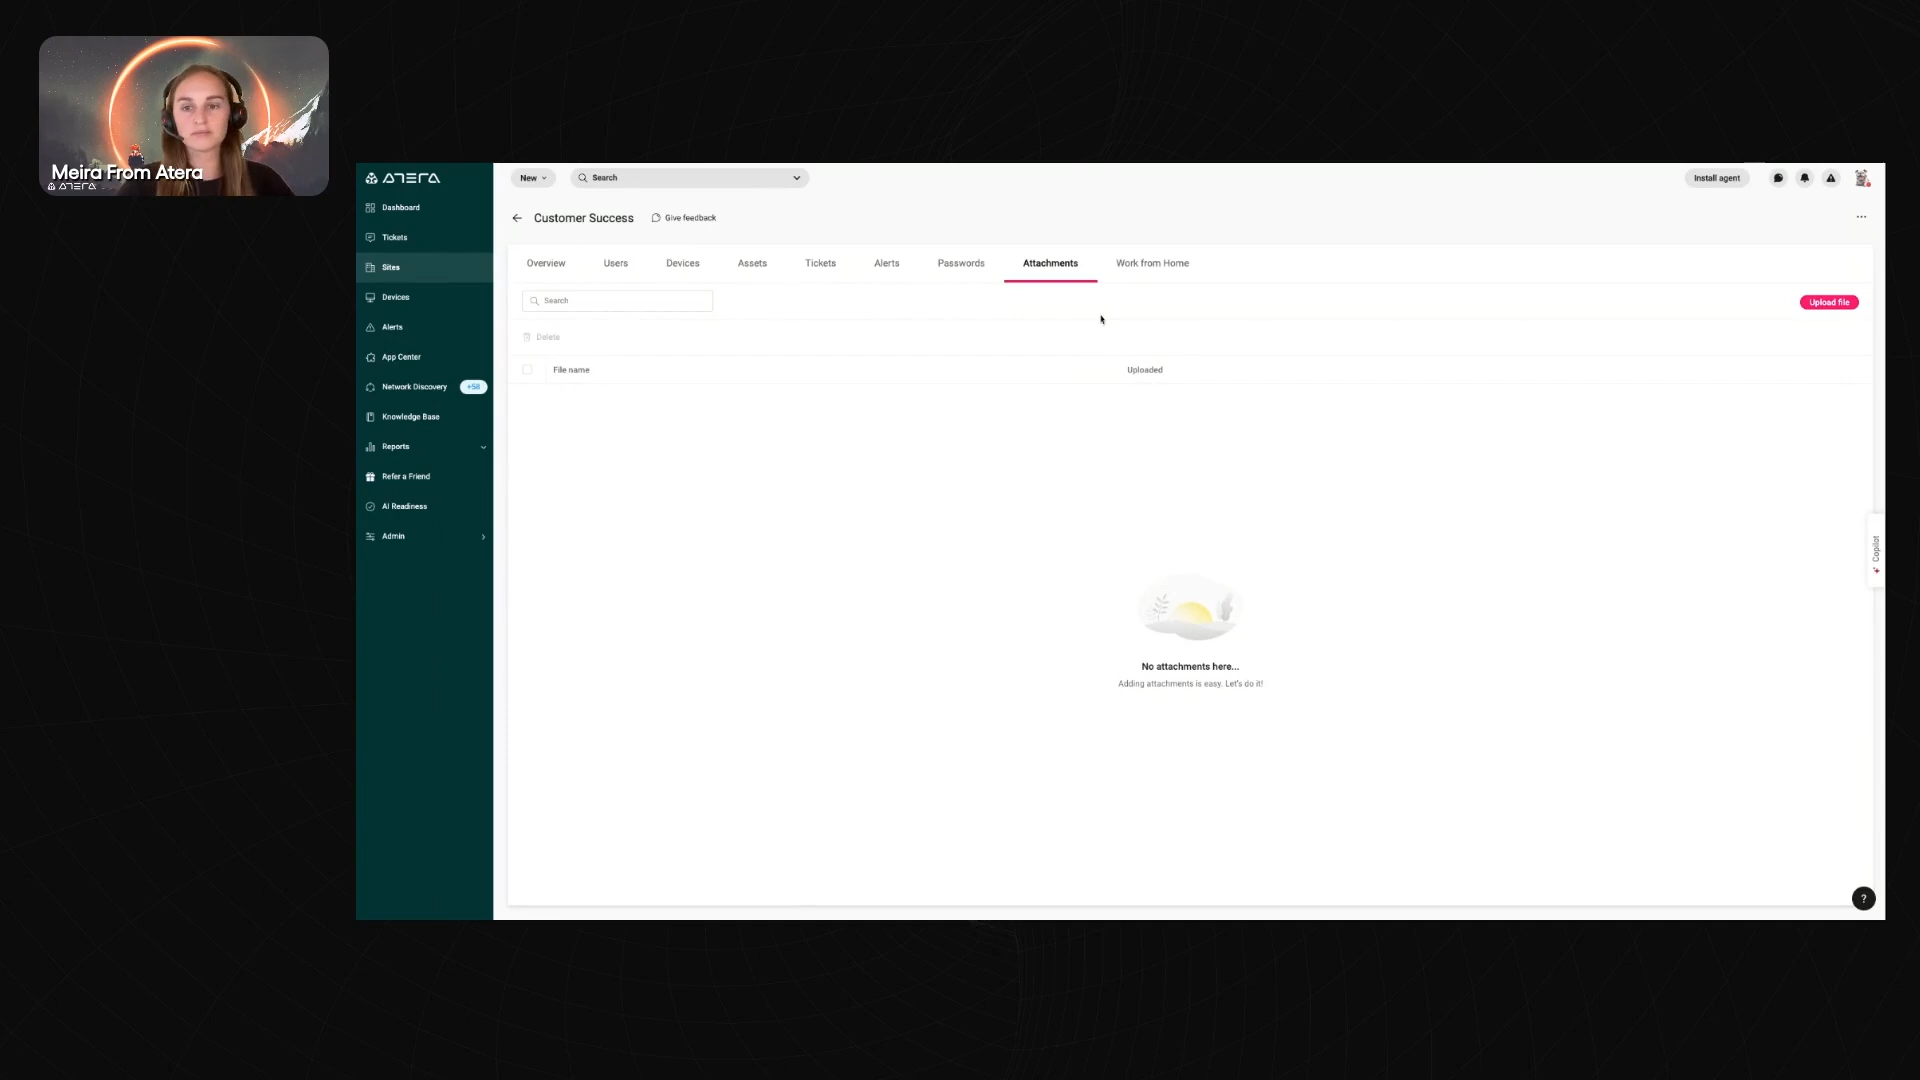 Meira From Atera
ATERA
ATERA
New
Search
Install agent
Dashboard
Tickets
Sites
Devices
Alerts
App Center
Network Discovery +58
Knowledge Base
Reports
Refer a Friend
AI Readiness
Admin
Customer Success
Give feedback
Overview Users Devices Assets Tickets Alerts Passwords Attachments Work from Home
Search
Upload file
Delete
File name Uploaded
Copilot
No attachments here...
Adding attachments is easy. Let's do it!
?